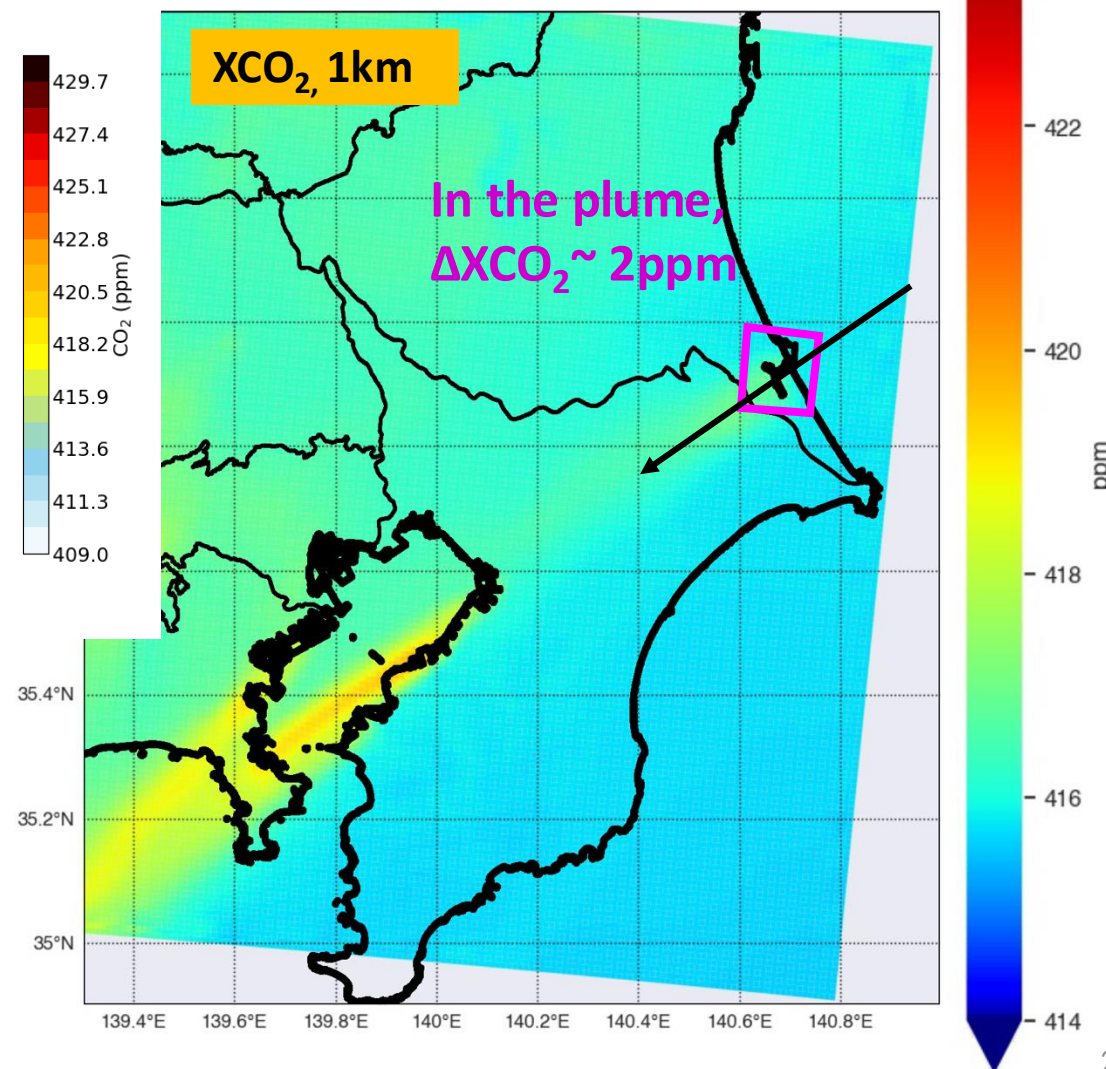 XCO₂, 1km
429.7
427.4
425.1
422.8
420.5
418.2
415.9
413.6
411.3
409.0
CO₂ (ppm)
In the plume,
ΔXCO₂~ 2ppm
422
420
418
416
414
ppm
35.4°N
35.2°N
35°N
139.4°E
139.6°E
139.8°E
140°E
140.2°E
140.4°E
140.6°E
140.8°E